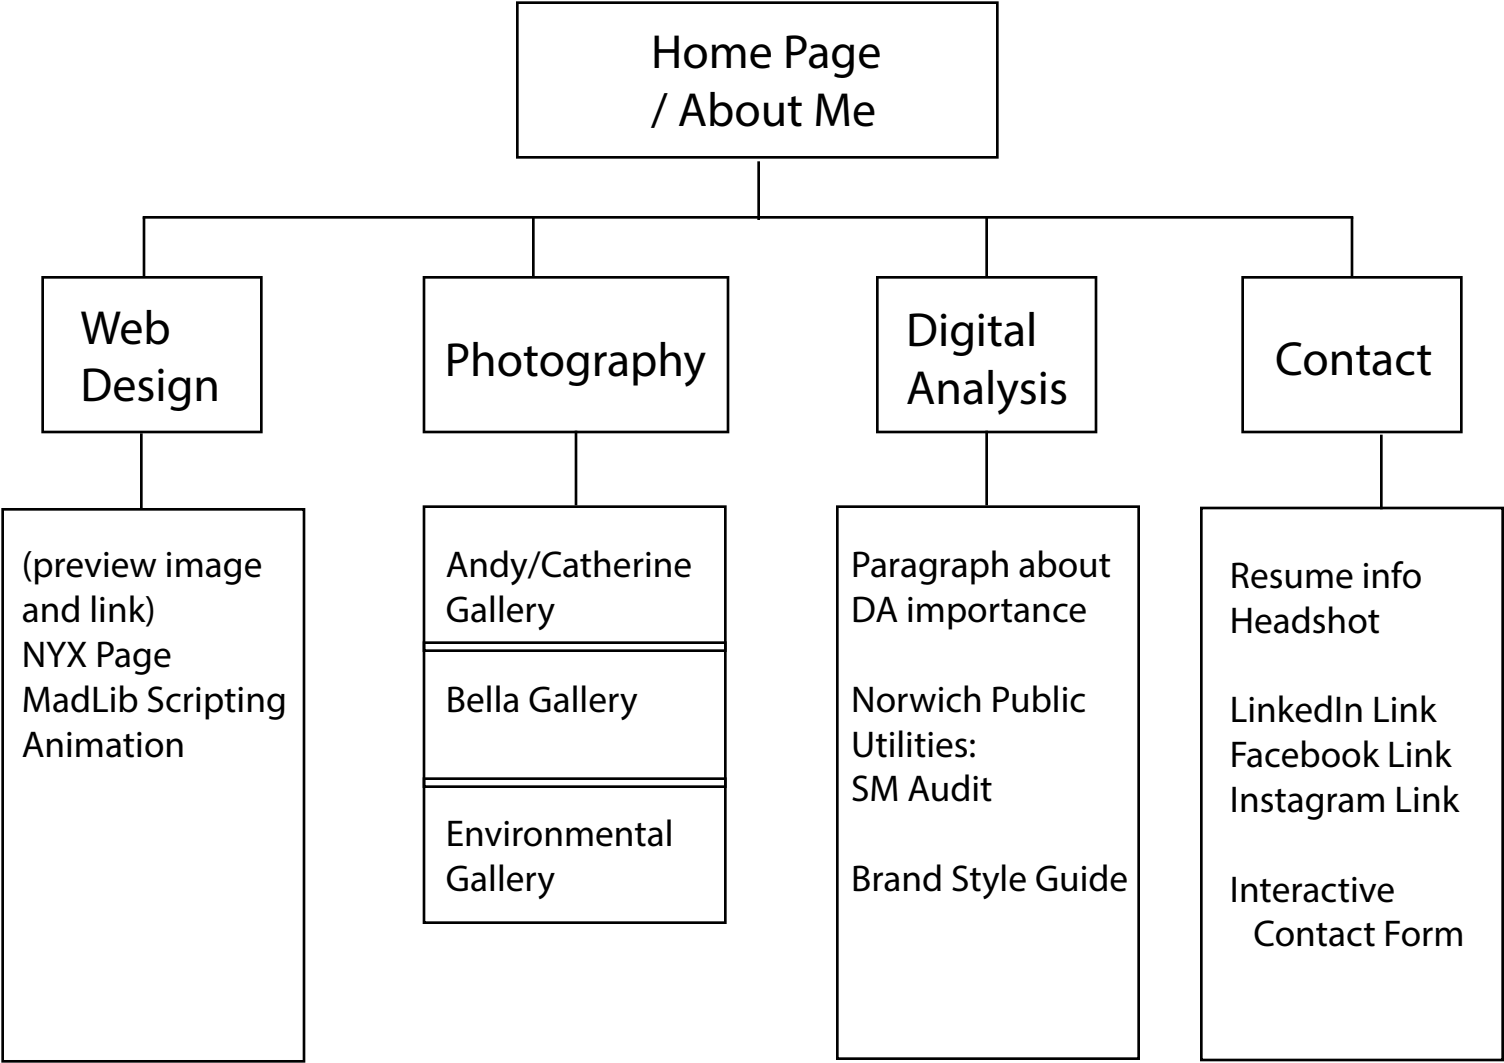 Home Page
/ About Me
Web
Design
Photography
Digital
Analysis
Contact
(preview image
and link)
NYX Page
MadLib Scripting
Animation
Andy/Catherine
Gallery
Bella Gallery
Environmental
Gallery
Paragraph about
DA importance
Norwich Public
Utilities:
SM Audit
Brand Style Guide
Resume info
Headshot
LinkedIn Link
Facebook Link
Instagram Link
Interactive
Contact Form